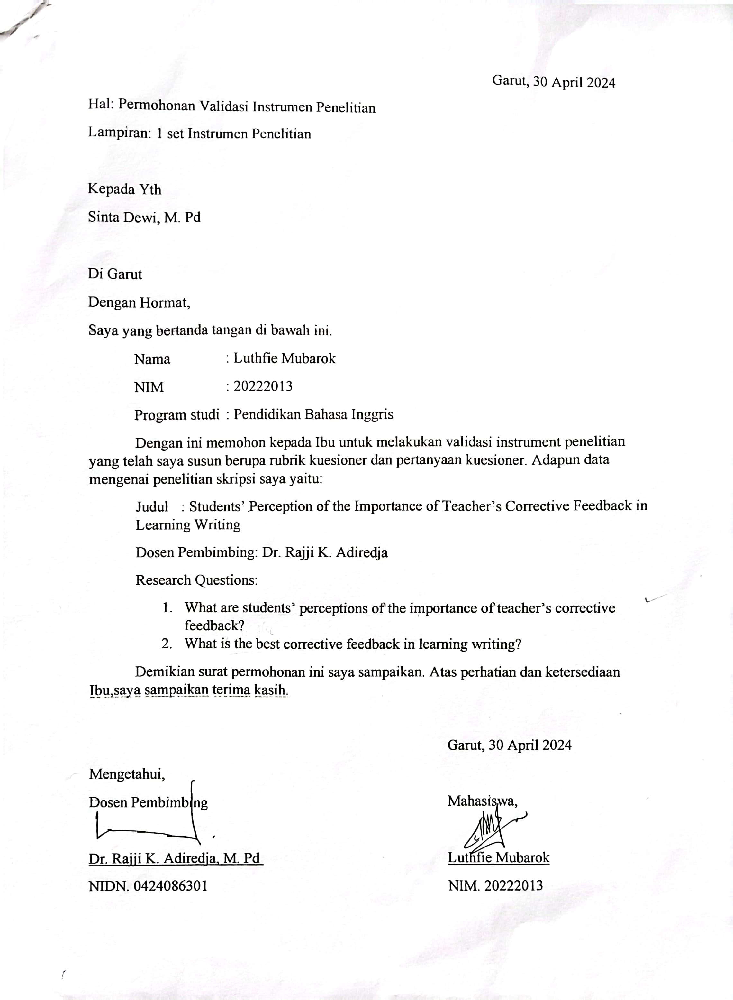 Garut, 30 April 2024
Hal: Permohonan Validasi Instrumen Penelitian
Lampiran: 1 set Instrumen Penelitian
Kepada Yth
Sinta Dewi, M. Pd
Di Garut
Dengan Hormat,
Saya yang bertanda tangan di bawah ini.
Nama : Luthfie Mubarok
NIM : 20222013
Program studi : Pendidikan Bahasa Inggris
Dengan ini memohon kepada Ibu untuk melakukan validasi instrument penelitian
yang telah saya susun berupa rubrik kuesioner dan pertanyaan kuesioner. Adapun data
mengenai penelitian skripsi saya yaitu:
Judul : Students’ Perception of the Importance of Teacher’s Corrective Feedback in
Learning Writing
Dosen Pembimbing: Dr. Rajji K. Adiredja
Research Questions:
1. What are students’ perceptions of the importance of teacher’s corrective
feedback?
2. What is the best corrective feedback in learning writing?
Demikian surat permohonan ini saya sampaikan. Atas perhatian dan ketersediaan
Ibu,saya sampaikan terima kasih.
Garut, 30 April 2024
Mengetahui,
Dosen Pembimbing
Mahasiswa,
Dr. Rajji K. Adiredja, M. Pd
Luthfie Mubarok
NIDN. 0424086301
NIM. 20222013